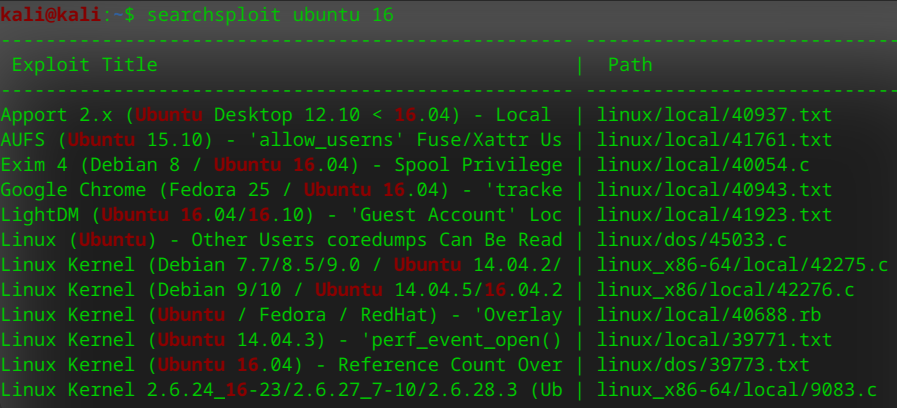 kali@kali:~$ searchsploit ubuntu 16
--------------------------------------------------- ----------------------------
Exploit Title | Path
--------------------------------------------------- ----------------------------
Apport 2.x (Ubuntu Desktop 12.10 < 16.04) - Local | linux/local/40937.txt
AUFS (Ubuntu 15.10) - 'allow_userns' Fuse/Xattr Us | linux/local/41761.txt
Exim 4 (Debian 8 / Ubuntu 16.04) - Spool Privilege | linux/local/40054.c
Google Chrome (Fedora 25 / Ubuntu 16.04) - 'tracke | linux/local/40943.txt
LightDM (Ubuntu 16.04/16.10) - 'Guest Account' Loc | linux/local/41923.txt
Linux (Ubuntu) - Other Users coredumps Can Be Read | linux/dos/45033.c
Linux Kernel (Debian 7.7/8.5/9.0 / Ubuntu 14.04.2/ | linux_x86-64/local/42275.c
Linux Kernel (Debian 9/10 / Ubuntu 14.04.5/16.04.2 | linux_x86/local/42276.c
Linux Kernel (Ubuntu / Fedora / RedHat) - 'Overlay | linux/local/40688.rb
Linux Kernel (Ubuntu 14.04.3) - 'perf_event_open() | linux/local/39771.txt
Linux Kernel (Ubuntu 16.04) - Reference Count Over | linux/dos/39773.txt
Linux Kernel 2.6.24_16-23/2.6.27_7-10/2.6.28.3 (Ub | linux_x86-64/local/9083.c